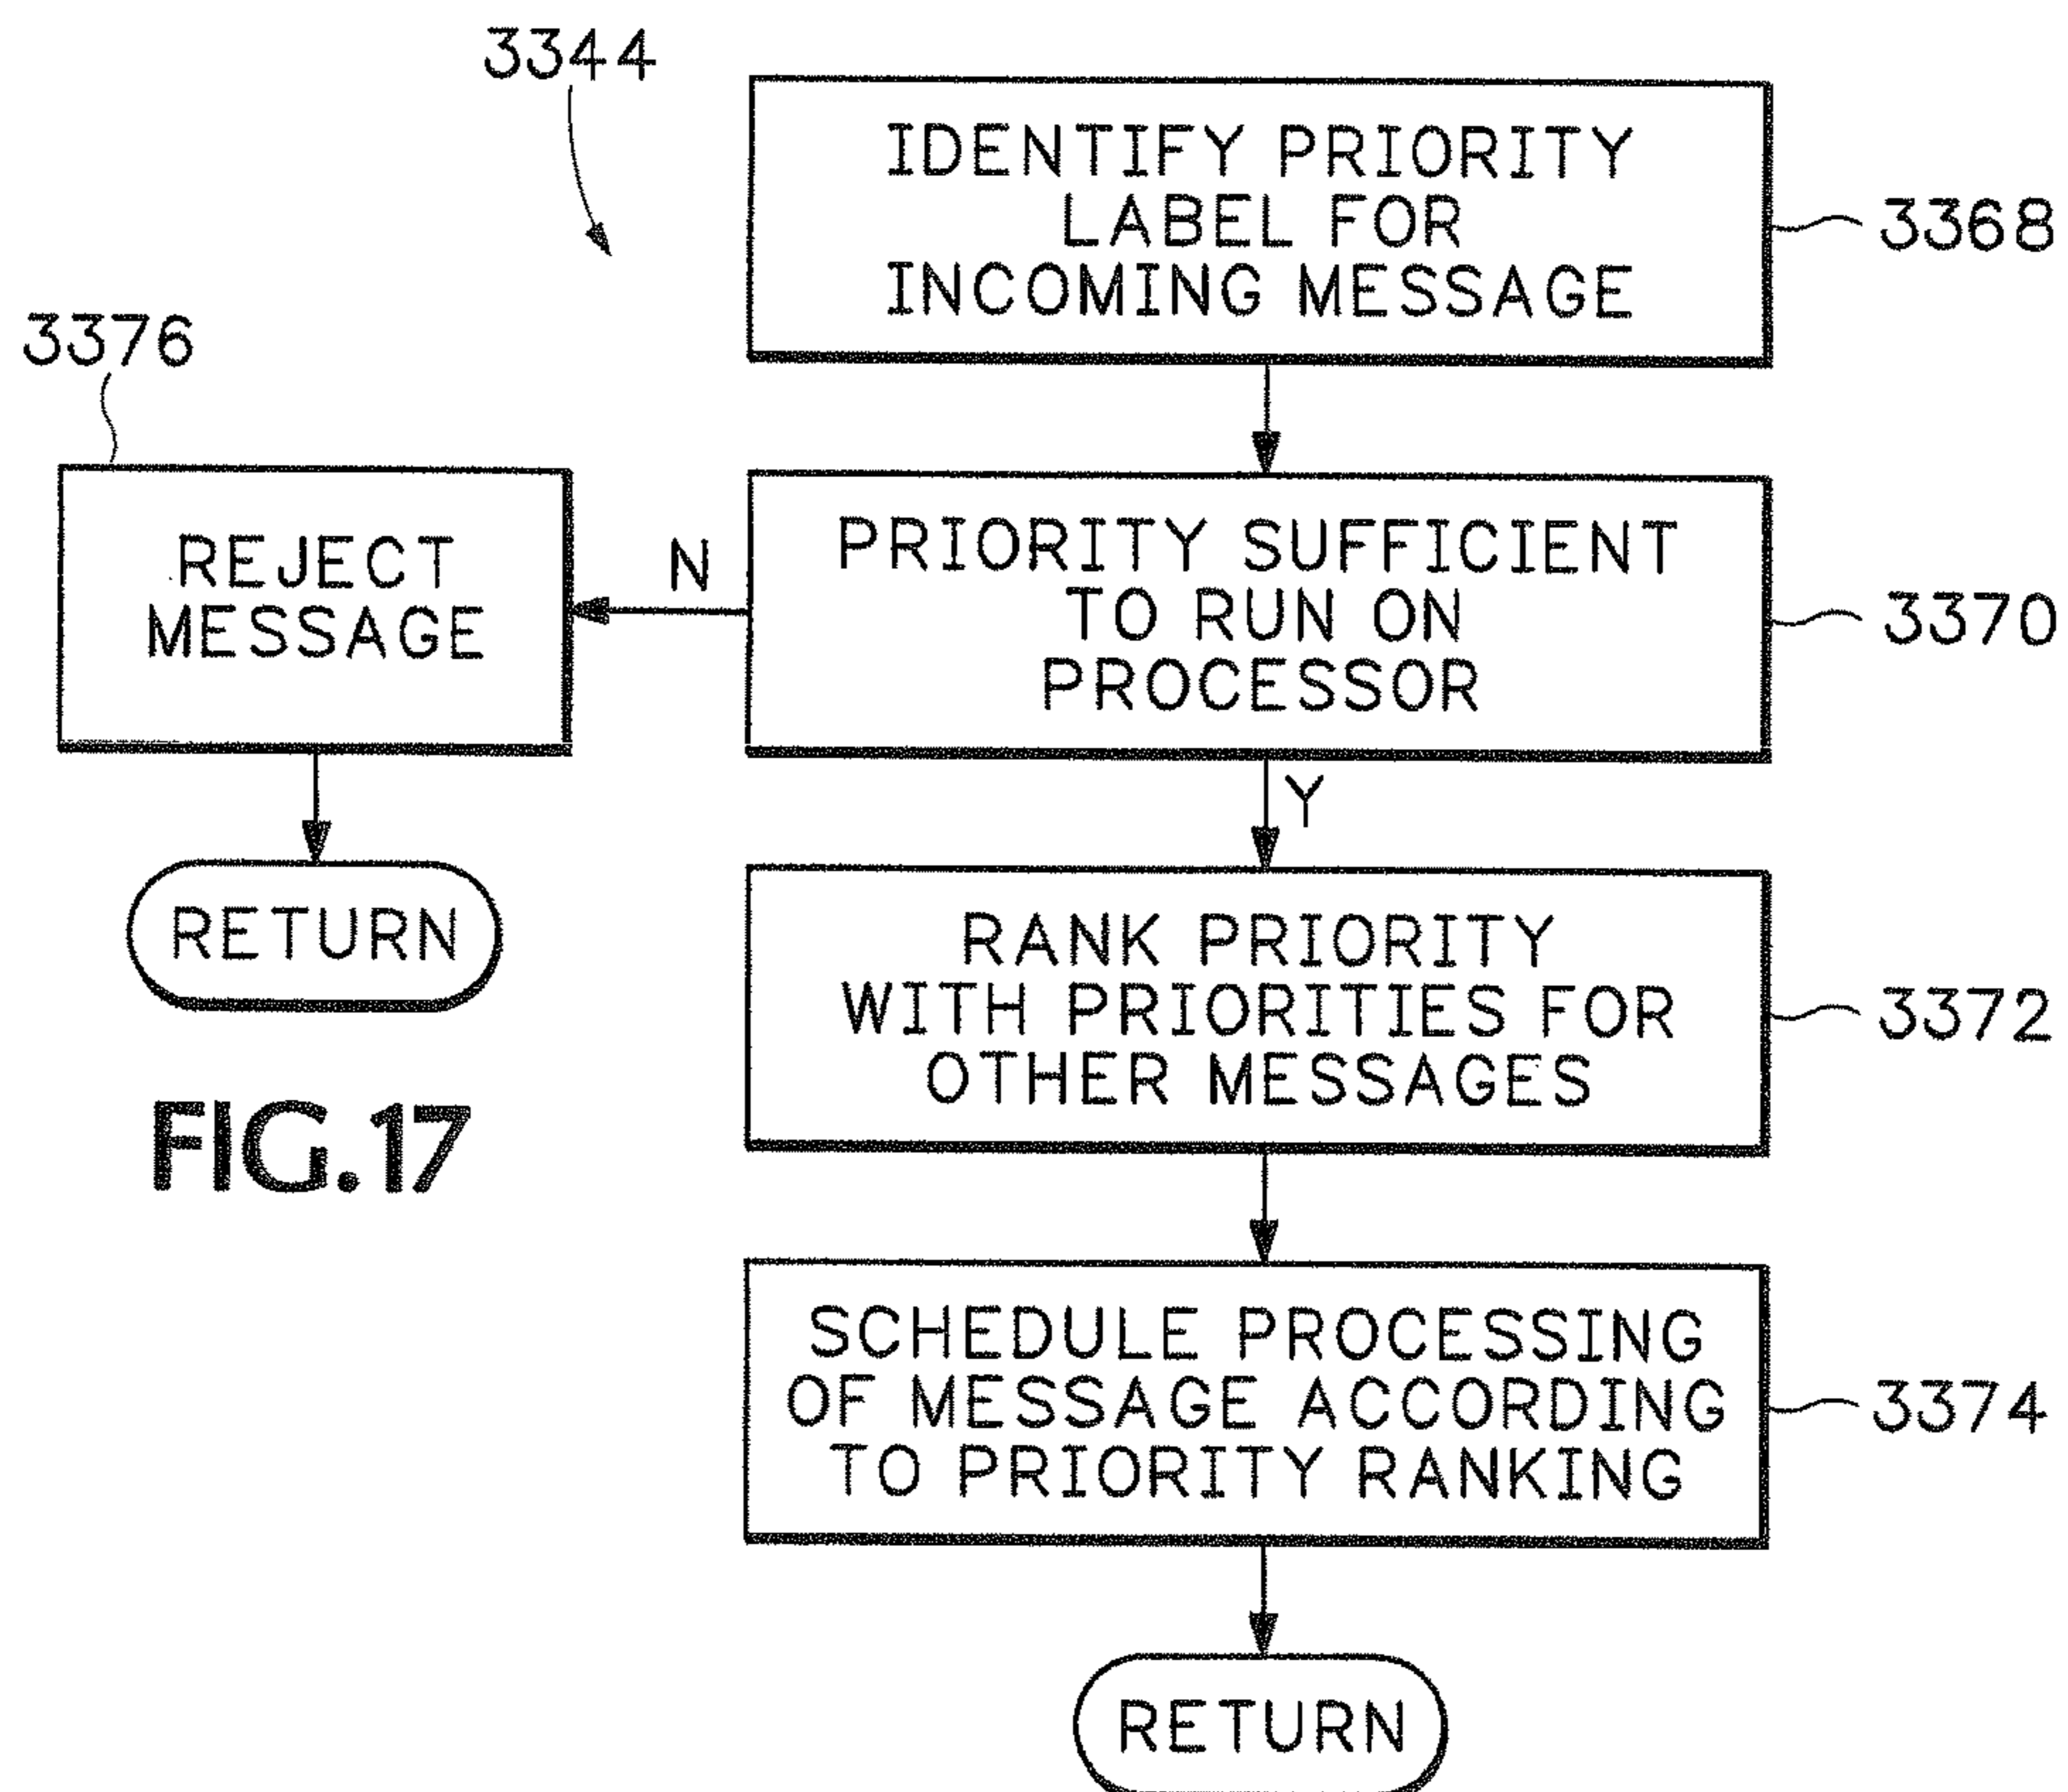 3344
IDENTIFY PRIORITY
LABEL FOR
INCOMING MESSAGE
3368
3376
REJECT
MESSAGE
N
PRIORITY SUFFICIENT
TO RUN ON
PROCESSOR
3370
Y
RETURN
RANK PRIORITY
WITH PRIORITIES FOR
OTHER MESSAGES
3372
FIG.17
SCHEDULE PROCESSING
OF MESSAGE ACCORDING
TO PRIORITY RANKING
3374
RETURN